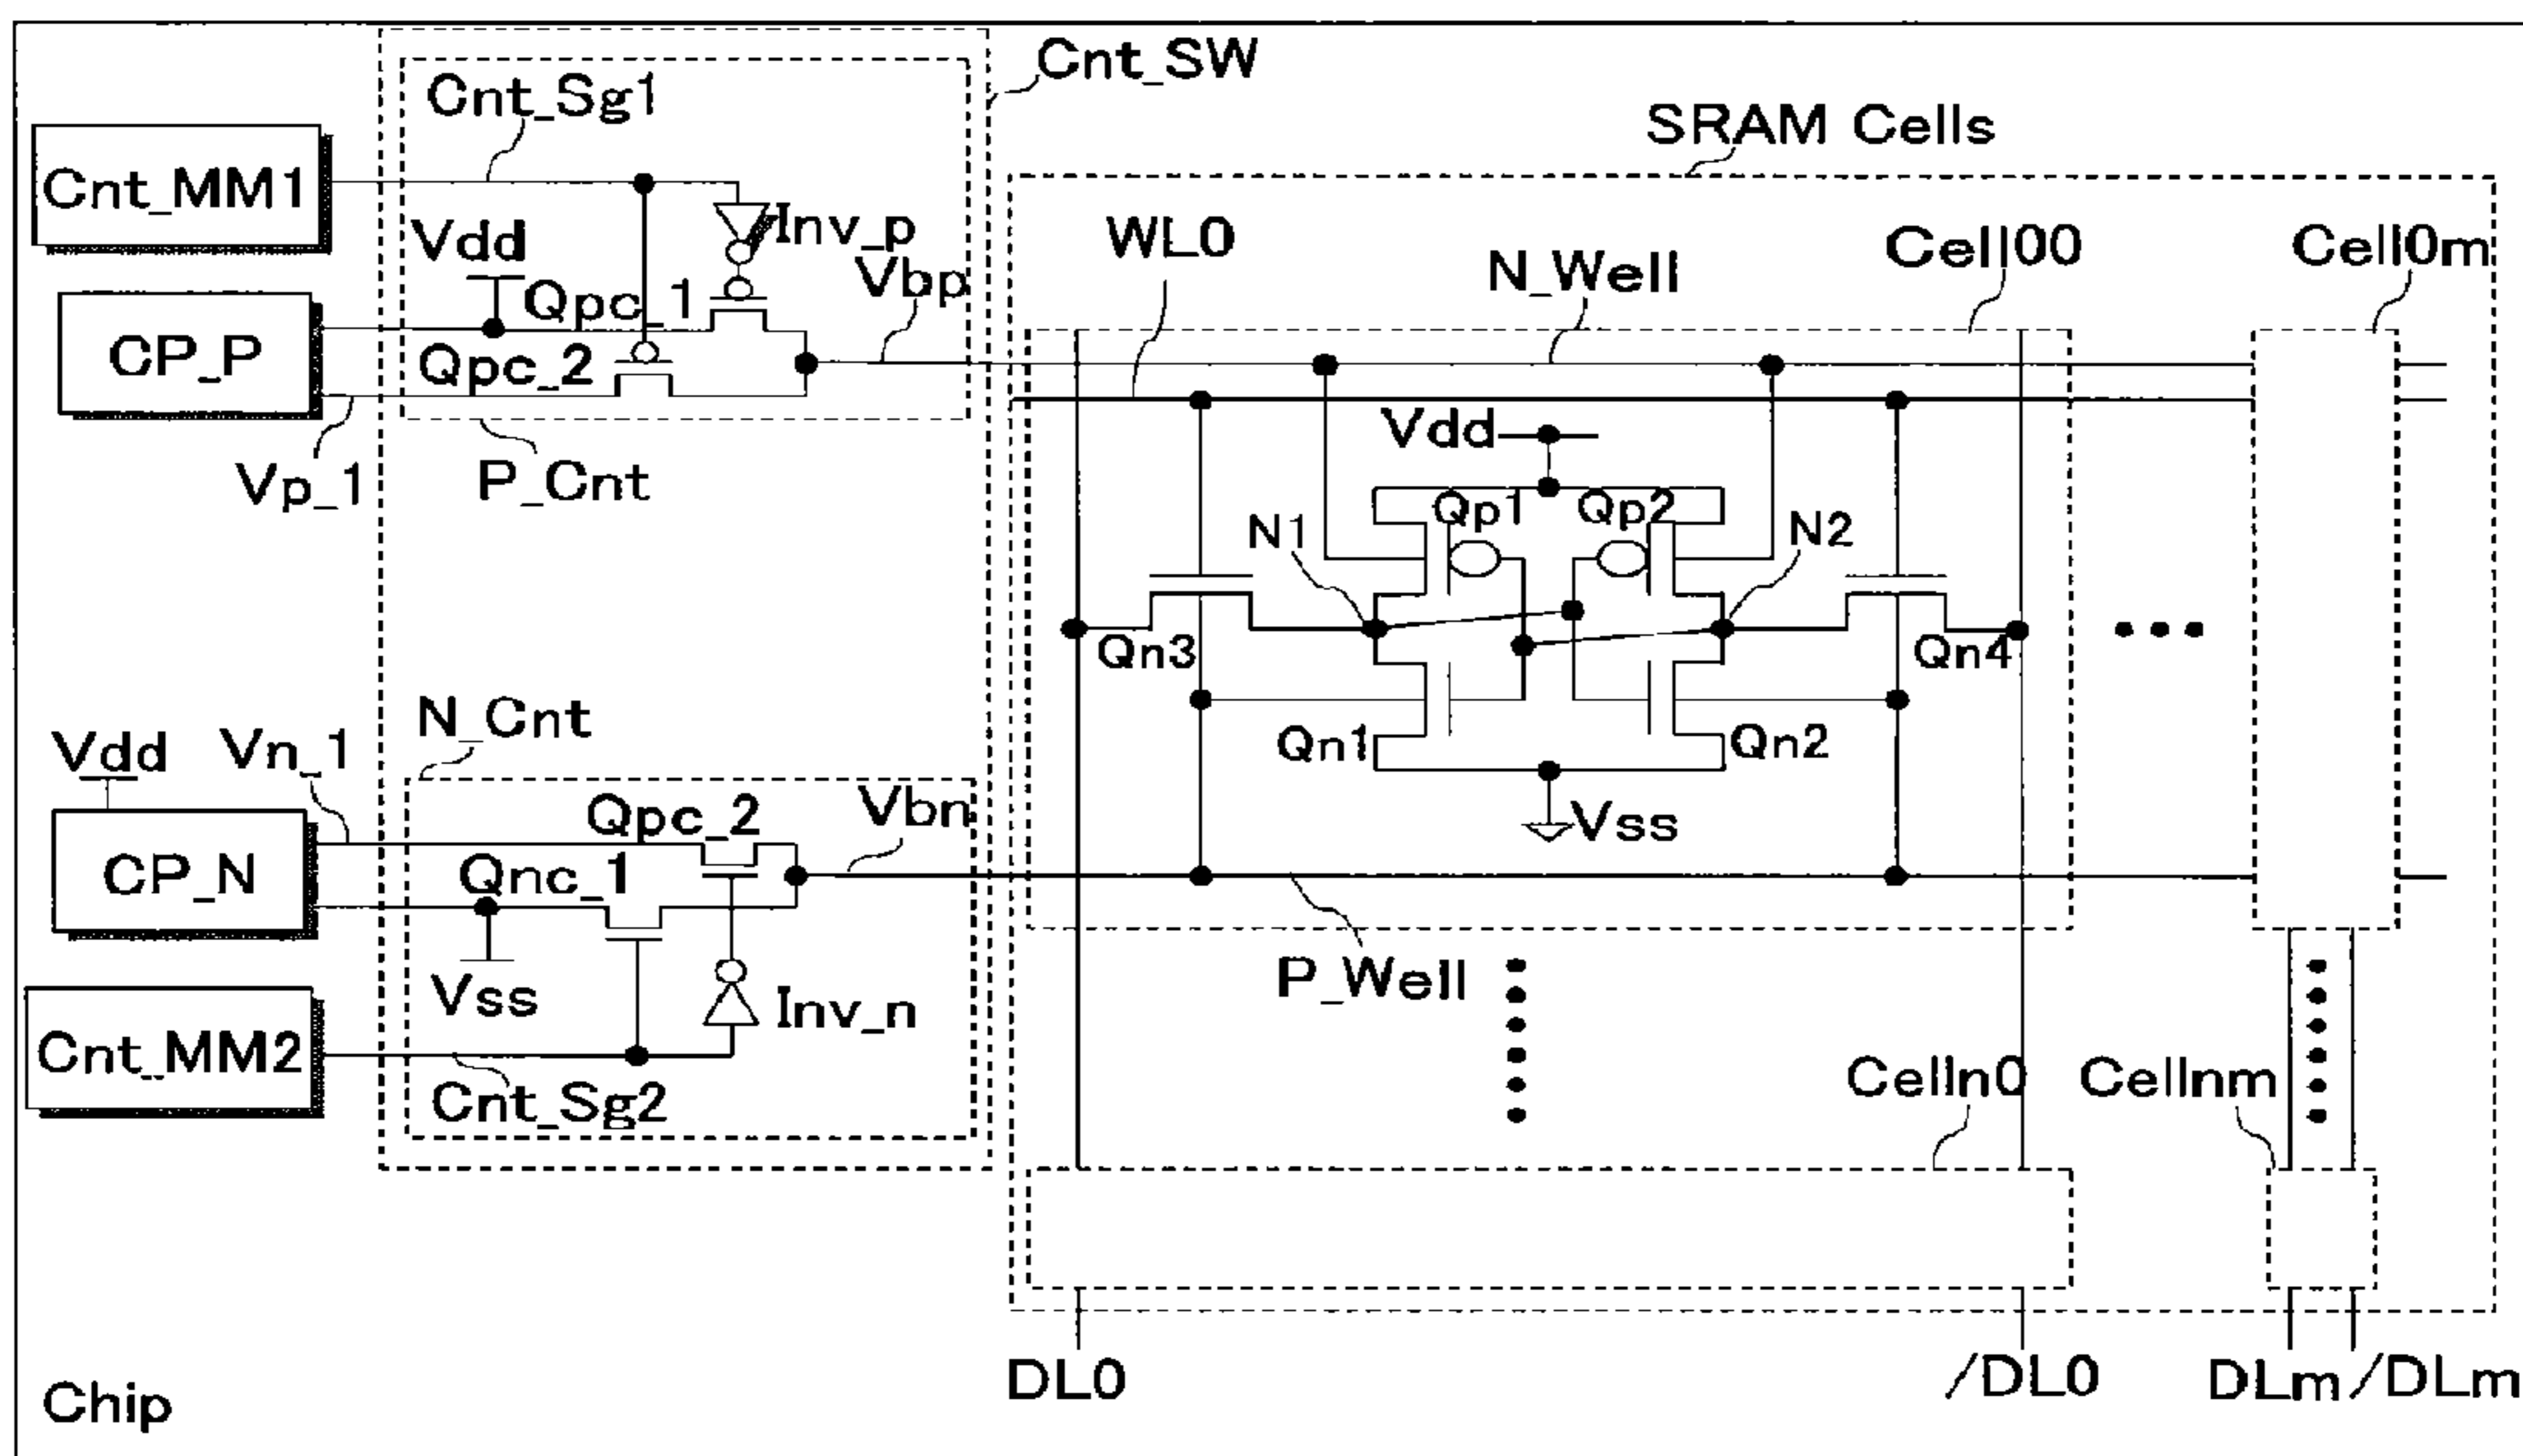 Cnt_SW
Cnt_Sg1
SRAM Cells
Cnt_MM1
Vdd
Inv_p
WL0
N_Well
Cell00
Cell0m
Qpc_1
Vbp
CP_P
Qpc_2
Vdd
Vp_1
P_Cnt
Qp1
Qp2
N1
N2
Qn3
Qn4
N_Cnt
Vdd
Vn_1
Qn1
Qn2
Qpc_2
Vbn
Vss
CP_N
Qnc_1
Vss
P_Well
Inv_n
Cnt_MM2
Cnt_Sg2
Celln0
Cellnm
DL0
/DL0
DLm
/DLm
Chip